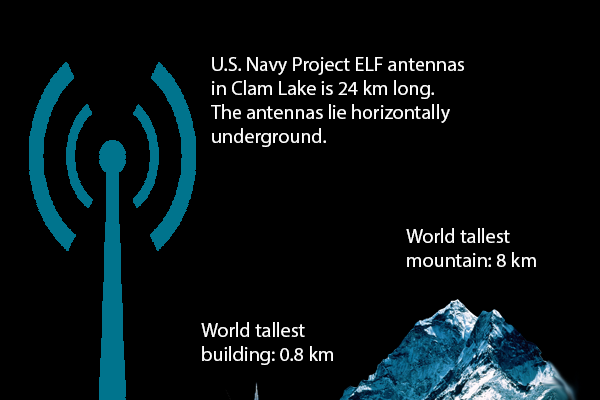 U.S. Navy Project ELF antennas
in Clam Lake is 24 km long.
The antennas lie horizontally
underground.
World tallest
mountain: 8 km
World tallest
building: 0.8 km